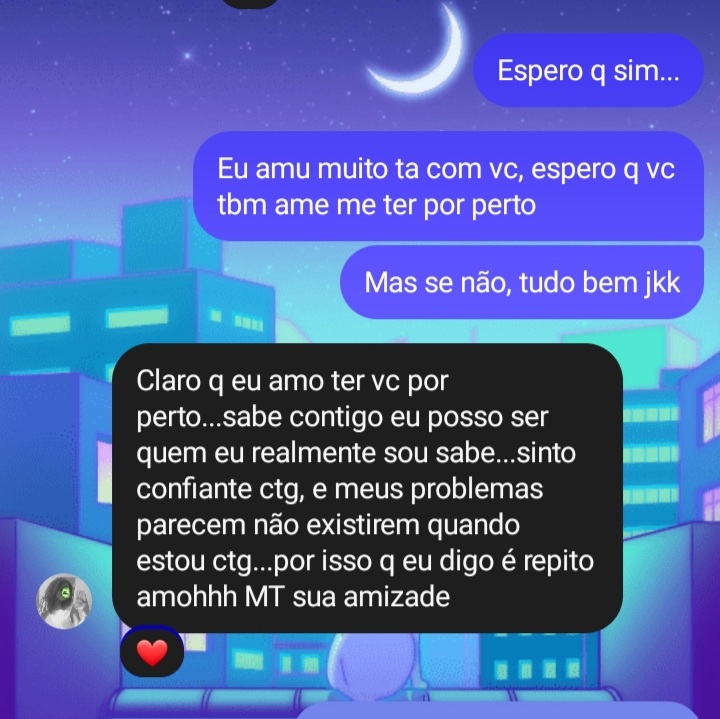 Espero q sim...
Eu amu muito ta com vc, espero q vc
tbm ame me ter por perto
Mas se não, tudo bem jkk
Claro q eu amo ter vc por
perto...sabe contigo eu posso ser
quem eu realmente sou sabe...sinto
confiante ctg, e meus problemas
parecem não existirem quando
estou ctg...por isso q eu digo é repito
amohhh MT sua amizade